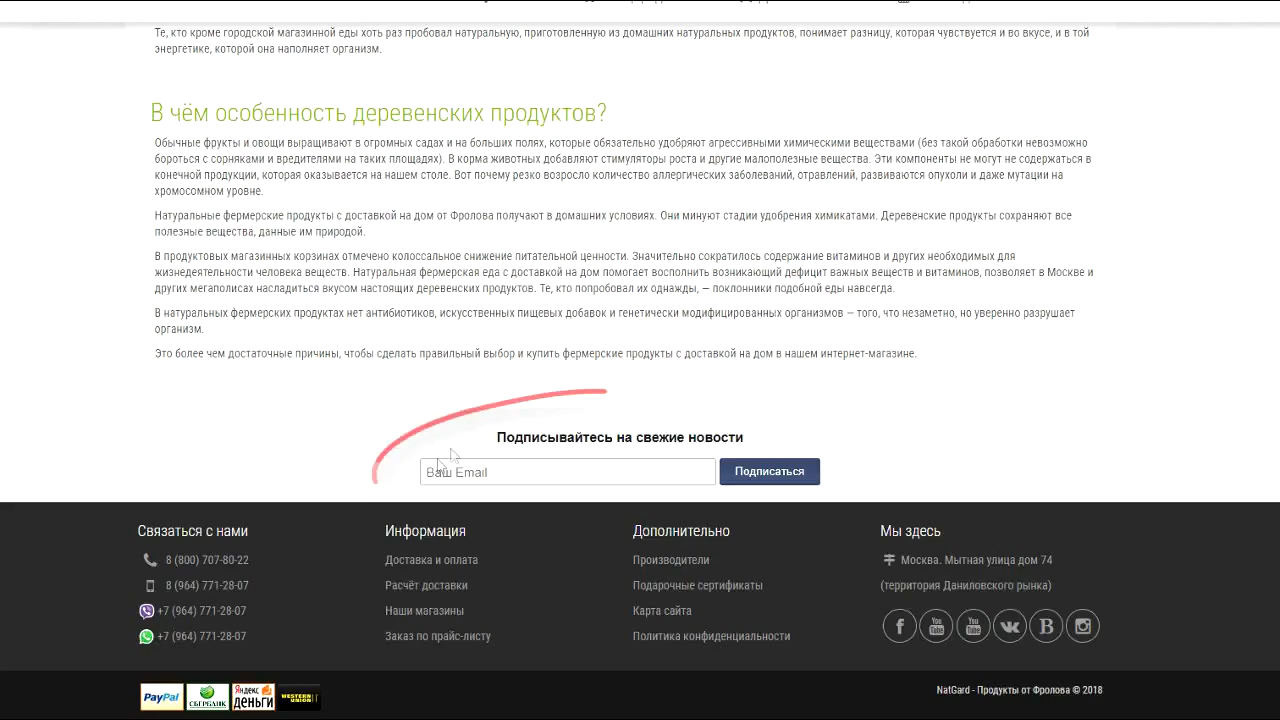 Те, кто кроме городской магазинной еды хоть раз пробовал натуральную, приготовленную из домашних натуральных продуктов, понимает разницу, которая чувствуется и во вкусе, и в той
энергетике, которой она наполняет организм.
В чём особенность деревенских продуктов?
Обычные фрукты и овощи выращивают в огромных садах и на больших полях, которые обязательно удобряют агрессивными химическими веществами (без такой обработки невозможно
бороться с сорняками и вредителями на таких площадях). В корма животных добавляют стимуляторы роста и другие малополезные вещества. Эти компоненты не могут не содержаться в
конечной продукции, которая оказывается на нашем столе. Вот почему резко возросло количество аллергических заболеваний, отравлений, развиваются опухоли и даже мутации на
хромосомном уровне.
Натуральные фермерские продукты с доставкой на дом от Фролова получают в домашних условиях. Они минуют стадии удобрения химикатами. Деревенские продукты сохраняют все
полезные вещества, данные им природой.
В продуктовых магазинных корзинах отмечено колоссальное снижение питательной ценности. Значительно сократилось содержание витаминов и других необходимых для
жизнедеятельности человека веществ. Натуральная фермерская еда с доставкой на дом помогает восполнить возникающий дефицит важных веществ и витаминов, позволяет в Москве и
других мегаполисах насладиться вкусом настоящих деревенских продуктов. Те, кто попробовал их однажды, — поклонники подобной еды навсегда.
В натуральных фермерских продуктах нет антибиотиков, искусственных пищевых добавок и генетически модифицированных организмов — того, что незаметно, но уверенно разрушает
организм.
Это более чем достаточные причины, чтобы сделать правильный выбор и купить фермерские продукты с доставкой на дом в нашем интернет-магазине.
Подписывайтесь на свежие новости
Ваш Email
Подписаться
Связаться с нами
8 (800) 707-80-22
8 (964) 771-28-07
+7 (964) 771-28-07
+7 (964) 771-28-07
Информация
Доставка и оплата
Расчёт доставки
Наши магазины
Заказ по прайс-листу
Дополнительно
Производители
Подарочные сертификаты
Карта сайта
Политика конфиденциальности
Мы здесь
Москва. Мытная улица дом 74
(территория Даниловского рынка)
You Tube
You Tube
PayPal
СБЕРБАНК
Яндекс деньги
WESTERN UNION
NatGard - Продукты от Фролова © 2018